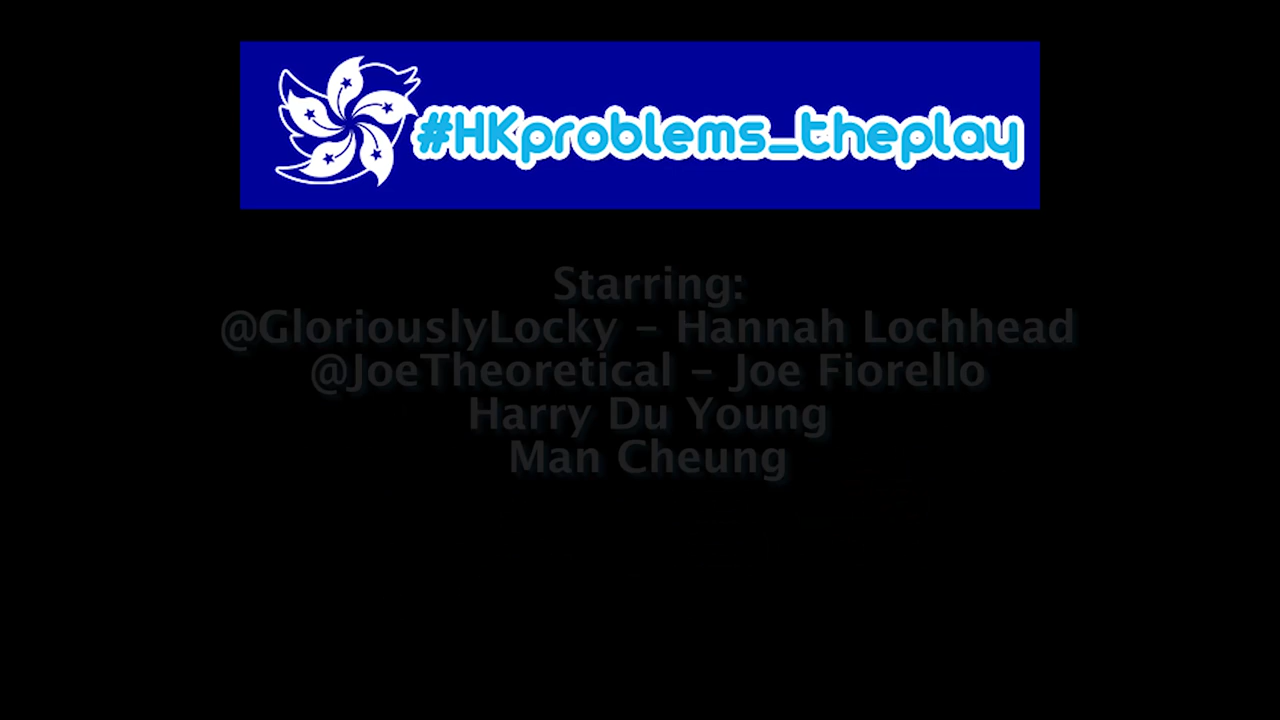 #HKproblems_theplay
Starring:
@GloriouslyLocky - Hannah Lochhead
@JoeTheoretical - Joe Fiorello
Harry Du Young
Man Cheung